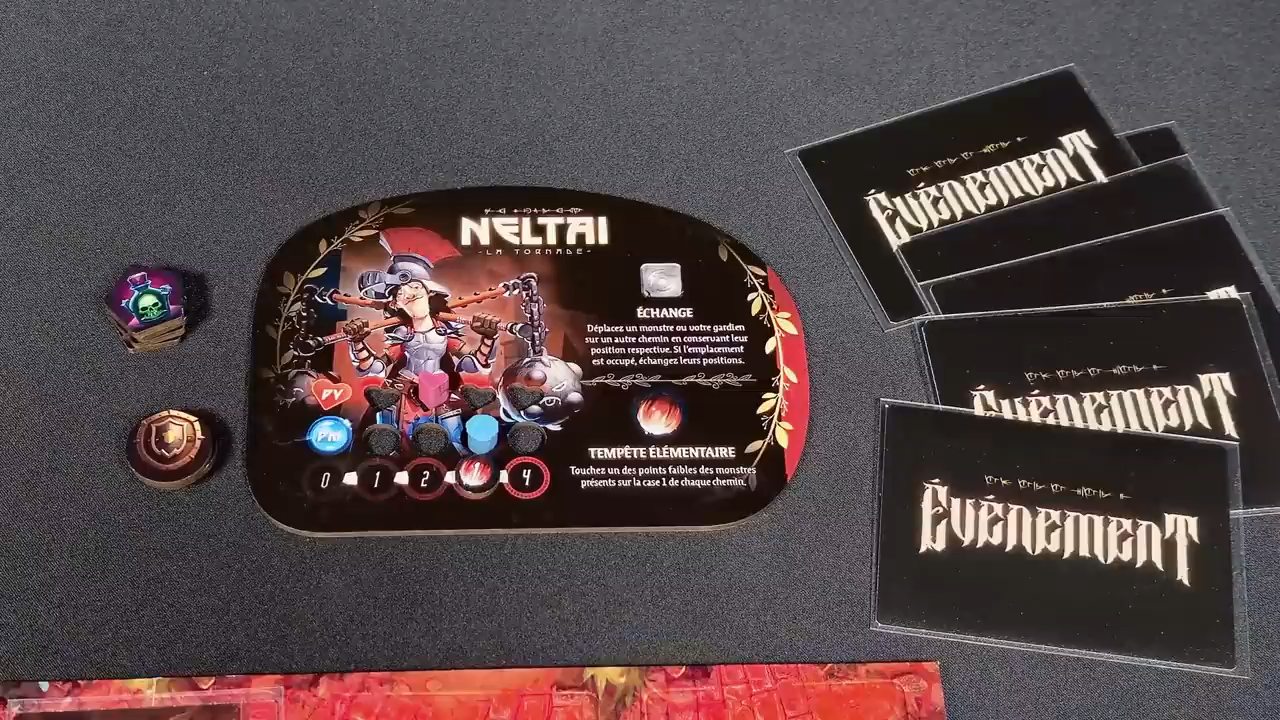 NELTAI
-LA TORNADE-
ÉCHANGE
Déplacez un monstre ou votre gardien
sur un autre chemin en conservant leur
position respective. Si l'emplacement
est occupé, échangez leurs positions.
PV
PM
0 1 2 4
TEMPÊTE ÉLÉMENTAIRE
Touchez un des points faibles des monstres
présents sur la case 1 de chaque chemin.
ÉVÉNEMENT
ÉVÉNEMENT
ÉVÉNEMENT